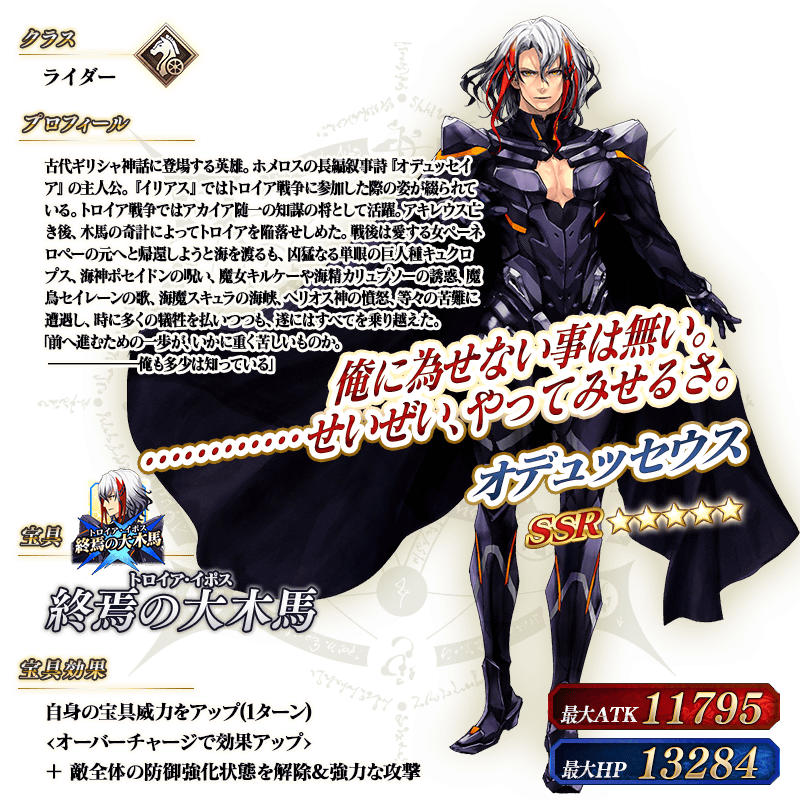 クラス
ライダー
プロフィール
古代ギリシャ神話に登場する英雄。ホメロスの長編叙事詩『オデュッセイ
ア』の主人公。『イリアス』ではトロイア戦争に参加した際の姿が綴られて
いる。トロイア戦争ではアカイア随一の知謀の将として活躍。アキレウス亡
き後、木馬の奇計によってトロイアを陥落せしめた。戦後は愛する女ペーネ
ロペーの元へと帰還しようと海を渡るも、凶猛なる単眼の巨人種キュクロ
プス、海神ポセイドンの呪い、魔女キルケーや海精カリュプソーの誘惑、魔
鳥セイレーンの歌、海魔スキュラの海峡、ヘリオス神の憤怒、等々の苦難に
遭遇し、時に多くの犠牲を払いつつも、遂にはすべてを乗り越えた。
「前へ進むための一歩が、いかに重く苦しいものか。
――――――俺も多少は知っている」
俺に為せない事は無い。
…………せいぜい、やってみせるさ。
オデュッセウス
SSR ☆☆☆☆☆
宝具
トロイア・イポス
終焉の大木馬
トロイア・イポス
終焉の大木馬
宝具効果
自身の宝具威力をアップ(1ターン)
<オーバーチャージで効果アップ>
＋ 敵全体の防御強化状態を解除&強力な攻撃
最大ATK 11795
最大HP 13284